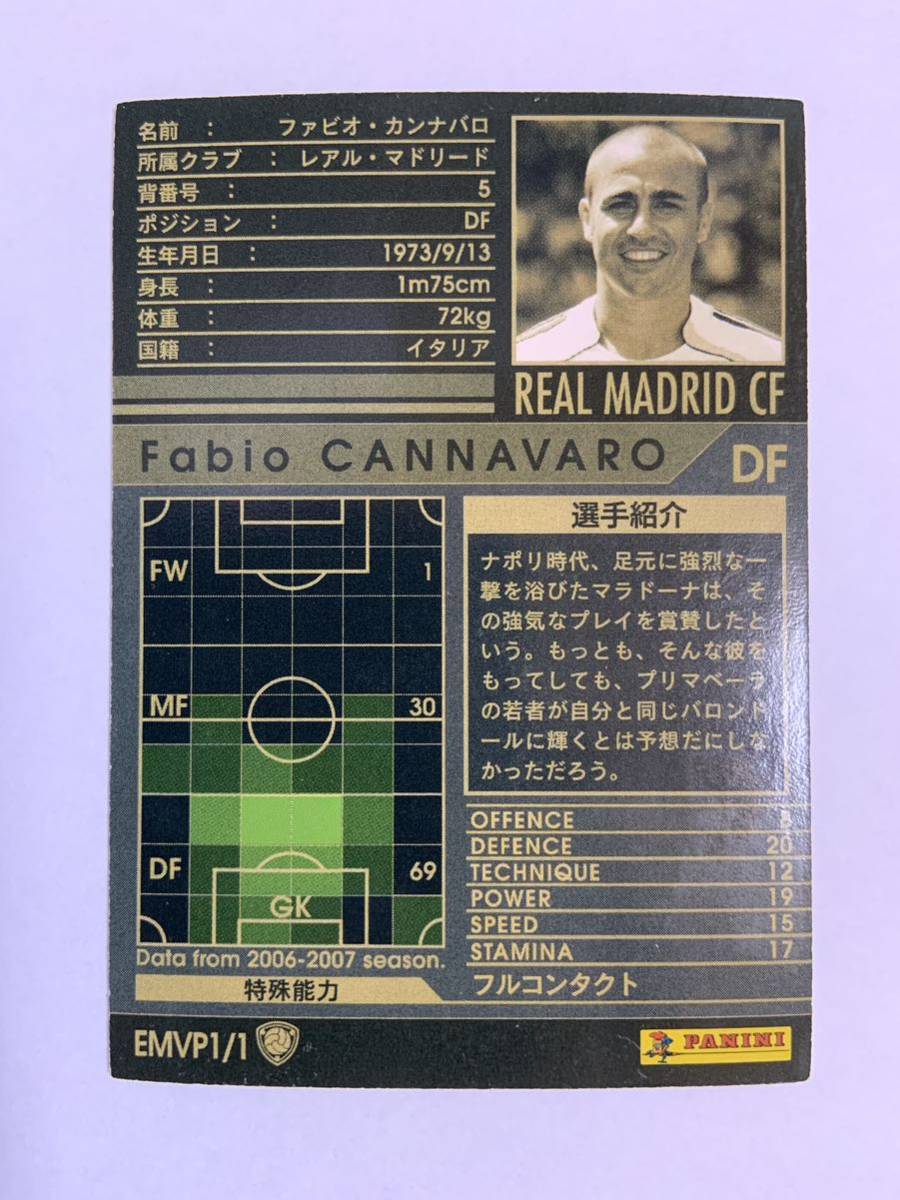 名前 : ファビオ・カンナバロ
所属クラブ : レアル・マドリード
背番号 : 5
ポジション : DF
生年月日 : 1973/9/13
身長 : 1m75cm
体重 : 72kg
国籍 : イタリア
REAL MADRID CF
Fabio CANNAVARO
DF
FW 1
MF 30
DF 69
GK
Data from 2006-2007 season.
選手紹介
ナポリ時代、足元に強烈な一
撃を浴びたマラドーナは、そ
の強気なプレイを賞賛したと
いう。もっとも、そんな彼を
もってしても、プリマベーラ
の若者が自分と同じバロンド
ールに輝くとは予想だにしな
かっただろう。
OFFENCE
DEFENCE 20
TECHNIQUE 12
POWER 19
SPEED 15
STAMINA 17
特殊能力 フルコンタクト
EMVP1/1
PANINI